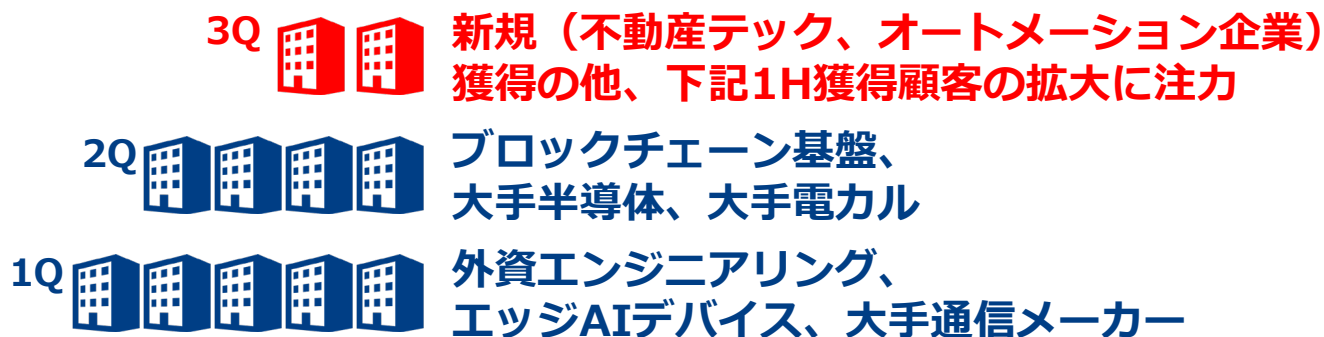 3Q 新規（不動産テック、オートメーション企業）
獲得の他、下記1H獲得顧客の拡大に注力
2Q ブロックチェーン基盤、
大手半導体、大手電カル
1Q 外資エンジニアリング、
エッジAIデバイス、大手通信メーカー